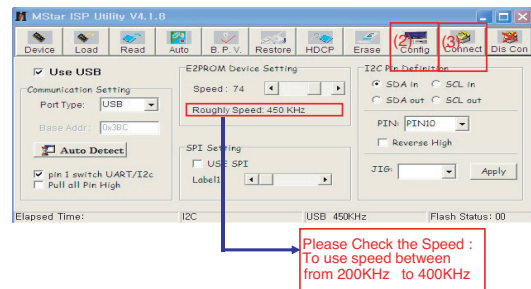 MStar ISP Utility V4.1.8
Device Load Read Auto B. P. V. Restore HDCP Erase Config Connect Dis Con
(2) (3)
Use USB
Communication Setting
Port Type: USB
Base Addr: 0x3BC
Auto Detect
pin 1 switch UART/I2c
Pull all Pin High
E2PROM Device Setting
Speed : 74
Roughly Speed: 450 KHz
SPI Setting
USE SPI
Label1
I2C Pin Definition
SDA in SCL in
SDA out SCL out
PIN: PIN10
Reverse High
JIG: Apply
Elapsed Time: I2C USB 450KHz Flash Status: 00
Please Check the Speed :
To use speed between
from 200KHz to 400KHz